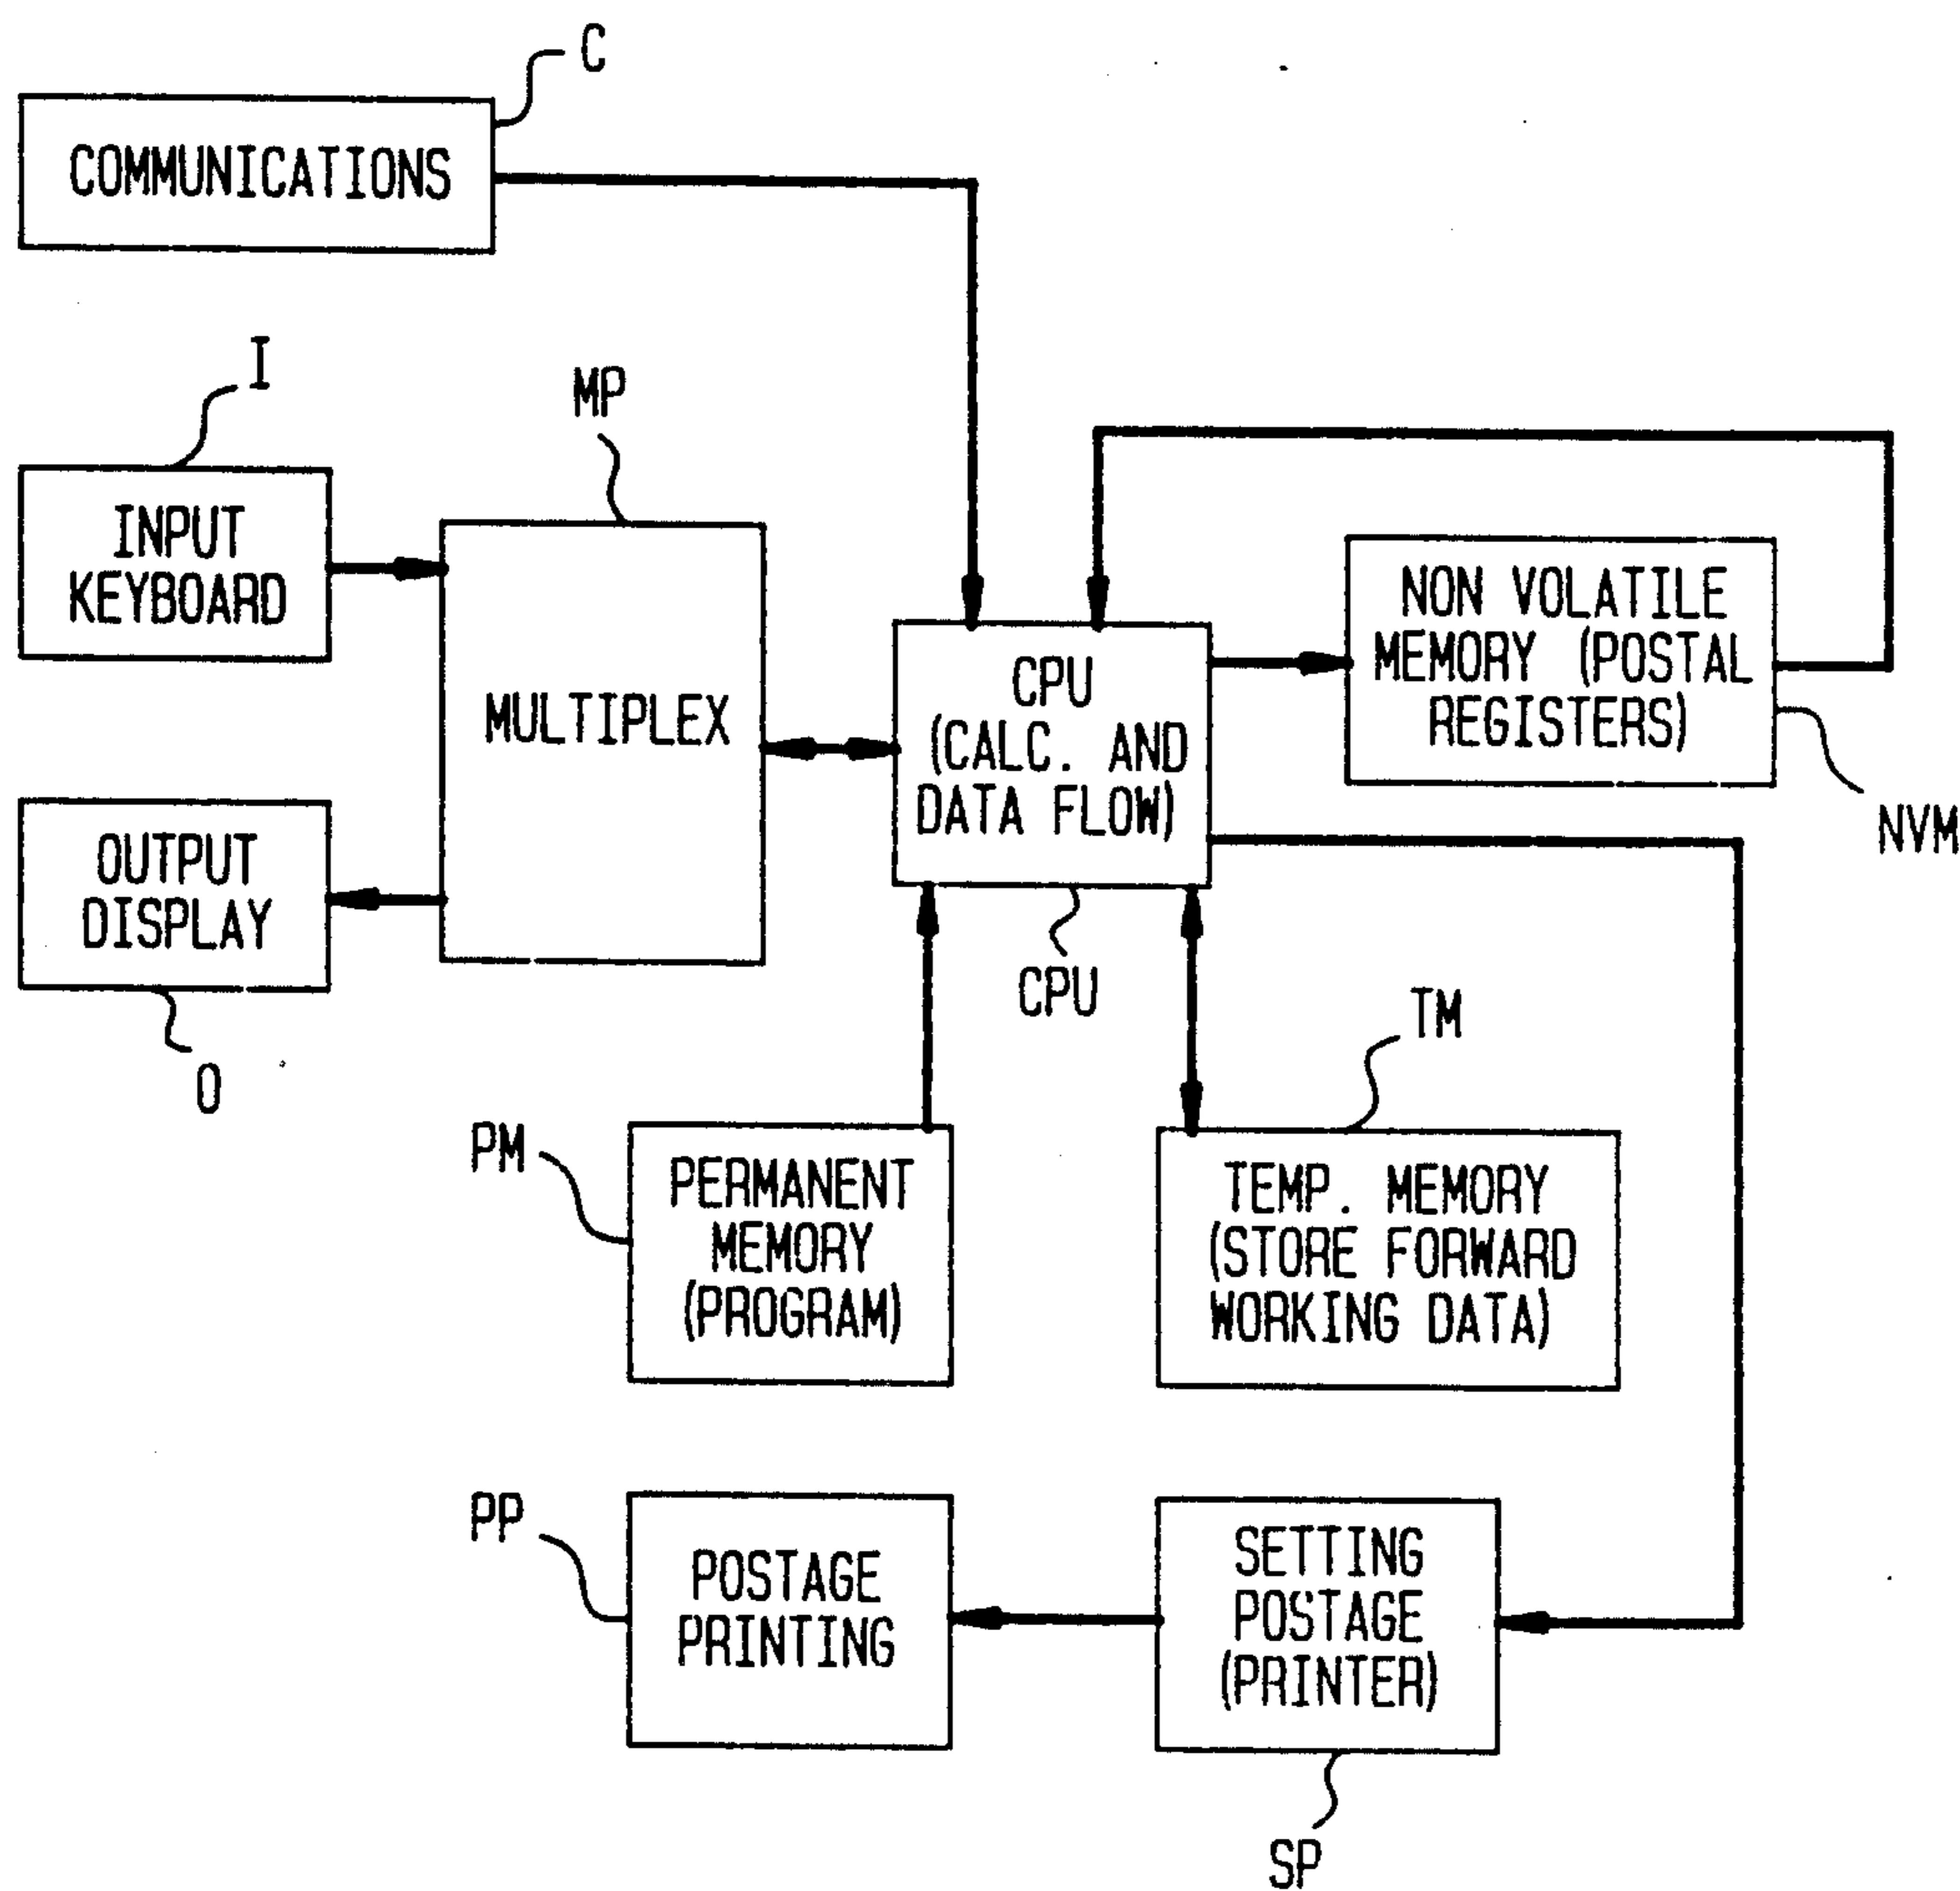 C
COMMUNICATIONS
I
MP
INPUT
KEYBOARD
MULTIPLEX
OUTPUT
DISPLAY
O
CPU
(CALC. AND
DATA FLOW)
CPU
NON VOLATILE
MEMORY (POSTAL
REGISTERS)
NVM
PM
PERMANENT
MEMORY
(PROGRAM)
TM
TEMP. MEMORY
(STORE FORWARD
WORKING DATA)
PP
POSTAGE
PRINTING
SETTING
POSTAGE
(PRINTER)
SP